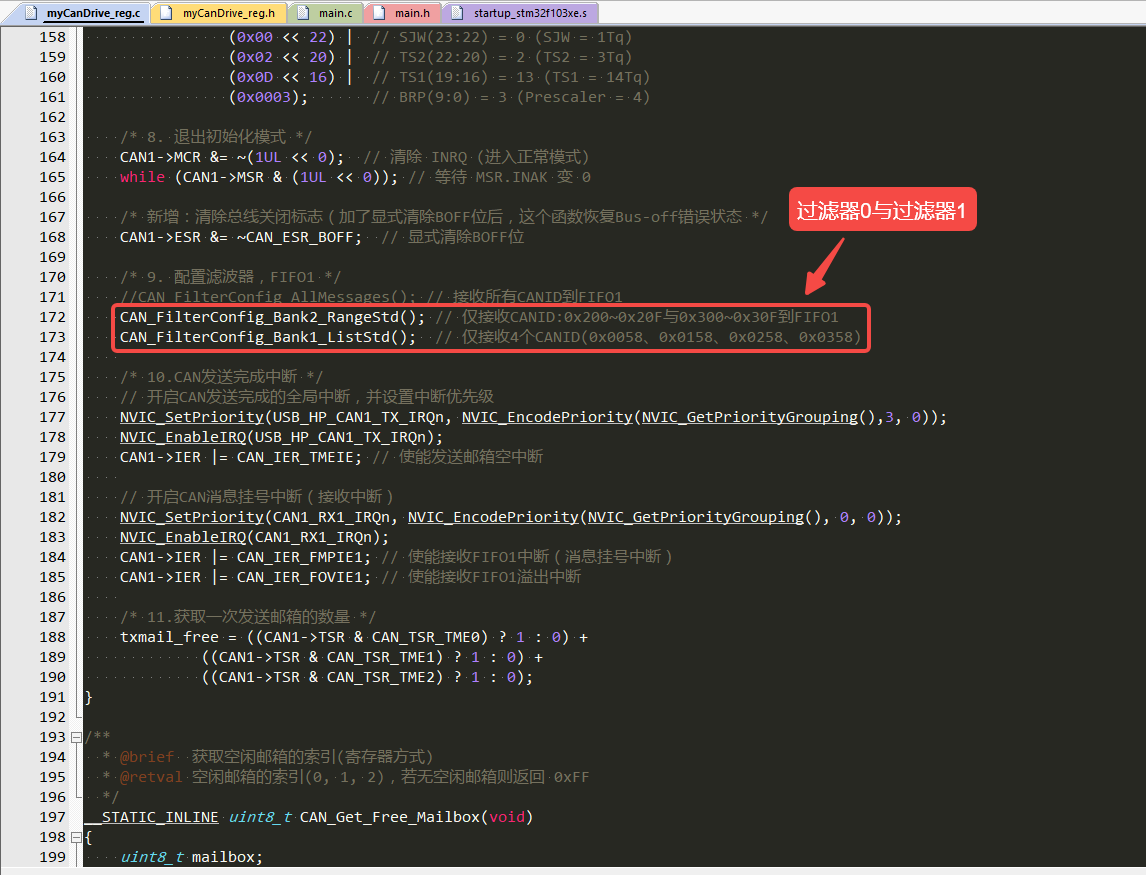 myCanDrive_reg.c myCanDrive_reg.h main.c main.h startup_stm32f103xe.s
158 (0x00 << 22) | // SJW(23:22) = 0 (SJW = 1Tq)
159 (0x02 << 20) | // TS2(22:20) = 2 (TS2 = 3Tq)
160 (0x0D << 16) | // TS1(19:16) = 13 (TS1 = 14Tq)
161 (0x0003); // BRP(9:0) = 3 (Prescaler = 4)
162
163 /* 8. 退出初始化模式 */
164 CAN1->MCR &= ~(1UL << 0); // 清除 INRQ (进入正常模式)
165 while (CAN1->MSR & (1UL << 0)); // 等待 MSR.INAK 变 0
166
167 /* 新增：清除总线关闭标志（加了显式清除BOFF位后，这个函数恢复Bus-off错误状态 */
168 CAN1->ESR &= ~CAN_ESR_BOFF; // 显式清除BOFF位
过滤器0与过滤器1
169
170 /* 9. 配置滤波器，FIFO1 */
171 //CAN_FilterConfig_AllMessages(); // 接收所有CANID到FIFO1
172 CAN_FilterConfig_Bank2_RangeStd(); // 仅接收CANID:0x200~0x20F与0x300~0x30F到FIFO1
173 CAN_FilterConfig_Bank1_ListStd(); // 仅接收4个CANID(0x0058、0x0158、0x0258、0x0358)
174
175 /* 10.CAN发送完成中断 */
176 // 开启CAN发送完成的全局中断，并设置中断优先级
177 NVIC_SetPriority(USB_HP_CAN1_TX_IRQn, NVIC_EncodePriority(NVIC_GetPriorityGrouping(),3, 0));
178 NVIC_EnableIRQ(USB_HP_CAN1_TX_IRQn);
179 CAN1->IER |= CAN_IER_TMEIE; // 使能发送邮箱空中断
180
181 // 开启CAN消息挂号中断（接收中断）
182 NVIC_SetPriority(CAN1_RX1_IRQn, NVIC_EncodePriority(NVIC_GetPriorityGrouping(), 0, 0));
183 NVIC_EnableIRQ(CAN1_RX1_IRQn);
184 CAN1->IER |= CAN_IER_FMPIE1; // 使能接收FIFO1中断（消息挂号中断）
185 CAN1->IER |= CAN_IER_FOVIE1; // 使能接收FIFO1溢出中断
186
187 /* 11.获取一次发送邮箱的数量 */
188 txmail_free = ((CAN1->TSR & CAN_TSR_TME0) ? 1 : 0) +
189 ((CAN1->TSR & CAN_TSR_TME1) ? 1 : 0) +
190 ((CAN1->TSR & CAN_TSR_TME2) ? 1 : 0);
191 }
192
193 /**
194 * @brief 获取空闲邮箱的索引(寄存器方式)
195 * @retval 空闲邮箱的索引(0, 1, 2)，若无空闲邮箱则返回 0xFF
196 */
197 __STATIC_INLINE uint8_t CAN_Get_Free_Mailbox(void)
198 {
199 uint8_t mailbox;